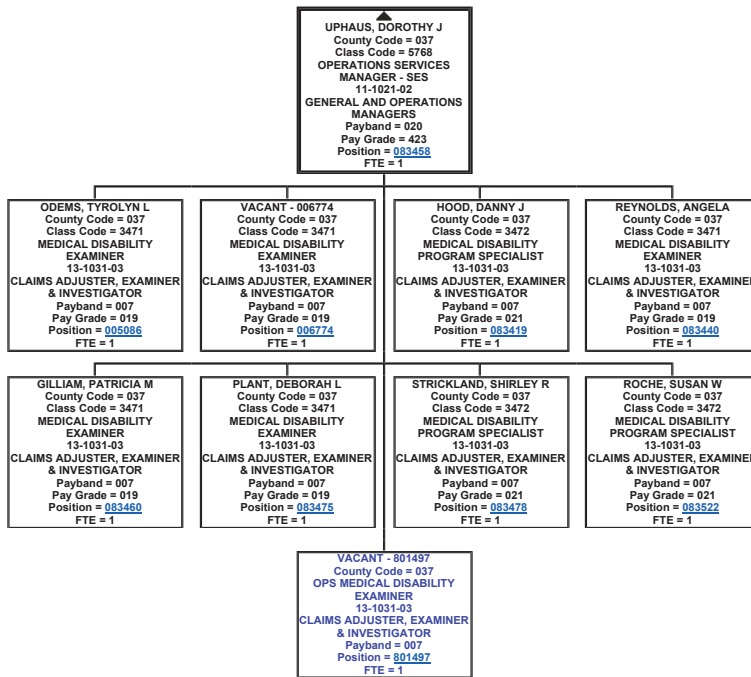 UPHAUS, DOROTHY J
County Code = 037
Class Code = 5768
OPERATIONS SERVICES
MANAGER - SES
11-1021-02
GENERAL AND OPERATIONS
MANAGERS
Payband = 020
Pay Grade = 423
Position = 083458
FTE = 1
ODEMS, TYROLYN L
County Code = 037
Class Code = 3471
MEDICAL DISABILITY
EXAMINER
13-1031-03
CLAIMS ADJUSTER, EXAMINER
& INVESTIGATOR
Payband = 007
Pay Grade = 019
Position = 005086
FTE = 1
VACANT - 006774
County Code = 037
Class Code = 3471
MEDICAL DISABILITY
EXAMINER
13-1031-03
CLAIMS ADJUSTER, EXAMINER
& INVESTIGATOR
Payband = 007
Pay Grade = 019
Position = 006774
FTE = 1
HOOD, DANNY J
County Code = 037
Class Code = 3472
MEDICAL DISABILITY
PROGRAM SPECIALIST
13-1031-03
CLAIMS ADJUSTER, EXAMINER
& INVESTIGATOR
Payband = 007
Pay Grade = 021
Position = 083419
FTE = 1
REYNOLDS, ANGELA
County Code = 037
Class Code = 3471
MEDICAL DISABILITY
EXAMINER
13-1031-03
CLAIMS ADJUSTER, EXAMINER
& INVESTIGATOR
Payband = 007
Pay Grade = 019
Position = 083440
FTE = 1
GILLIAM, PATRICIA M
County Code = 037
Class Code = 3471
MEDICAL DISABILITY
EXAMINER
13-1031-03
CLAIMS ADJUSTER, EXAMINER
& INVESTIGATOR
Payband = 007
Pay Grade = 019
Position = 083460
FTE = 1
PLANT, DEBORAH L
County Code = 037
Class Code = 3471
MEDICAL DISABILITY
EXAMINER
13-1031-03
CLAIMS ADJUSTER, EXAMINER
& INVESTIGATOR
Payband = 007
Pay Grade = 019
Position = 083475
FTE = 1
STRICKLAND, SHIRLEY R
County Code = 037
Class Code = 3472
MEDICAL DISABILITY
PROGRAM SPECIALIST
13-1031-03
CLAIMS ADJUSTER, EXAMINER
& INVESTIGATOR
Payband = 007
Pay Grade = 021
Position = 083478
FTE = 1
ROCHE, SUSAN W
County Code = 037
Class Code = 3472
MEDICAL DISABILITY
PROGRAM SPECIALIST
13-1031-03
CLAIMS ADJUSTER, EXAMINER
& INVESTIGATOR
Payband = 007
Pay Grade = 021
Position = 083522
FTE = 1
VACANT - 801497
County Code = 037
OPS MEDICAL DISABILITY
EXAMINER
13-1031-03
CLAIMS ADJUSTER, EXAMINER
& INVESTIGATOR
Payband = 007
Position = 801497
FTE = 1